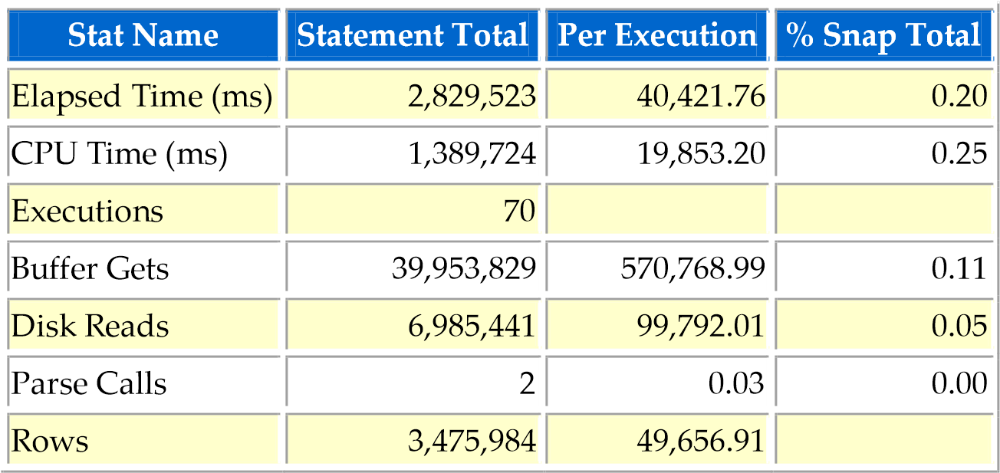 Stat Name Statement Total Per Execution % Snap Total
Elapsed Time (ms) 2,829,523 40,421.76 0.20
CPU Time (ms) 1,389,724 19,853.20 0.25
Executions 70
Buffer Gets 39,953,829 570,768.99 0.11
Disk Reads 6,985,441 99,792.01 0.05
Parse Calls 2 0.03 0.00
Rows 3,475,984 49,656.91